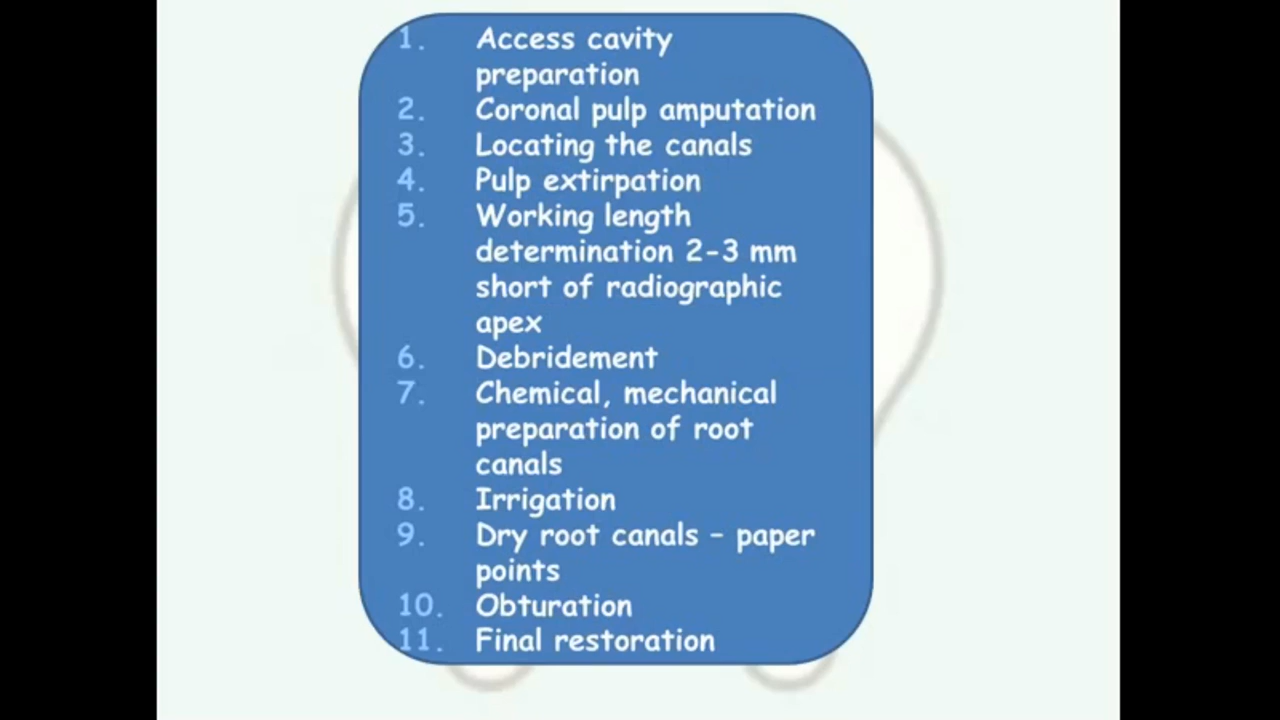 1. Access cavity
preparation
2. Coronal pulp amputation
3. Locating the canals
4. Pulp extirpation
5. Working length
determination 2-3 mm
short of radiographic
apex
6. Debridement
7. Chemical, mechanical
preparation of root
canals
8. Irrigation
9. Dry root canals – paper
points
10. Obturation
11. Final restoration